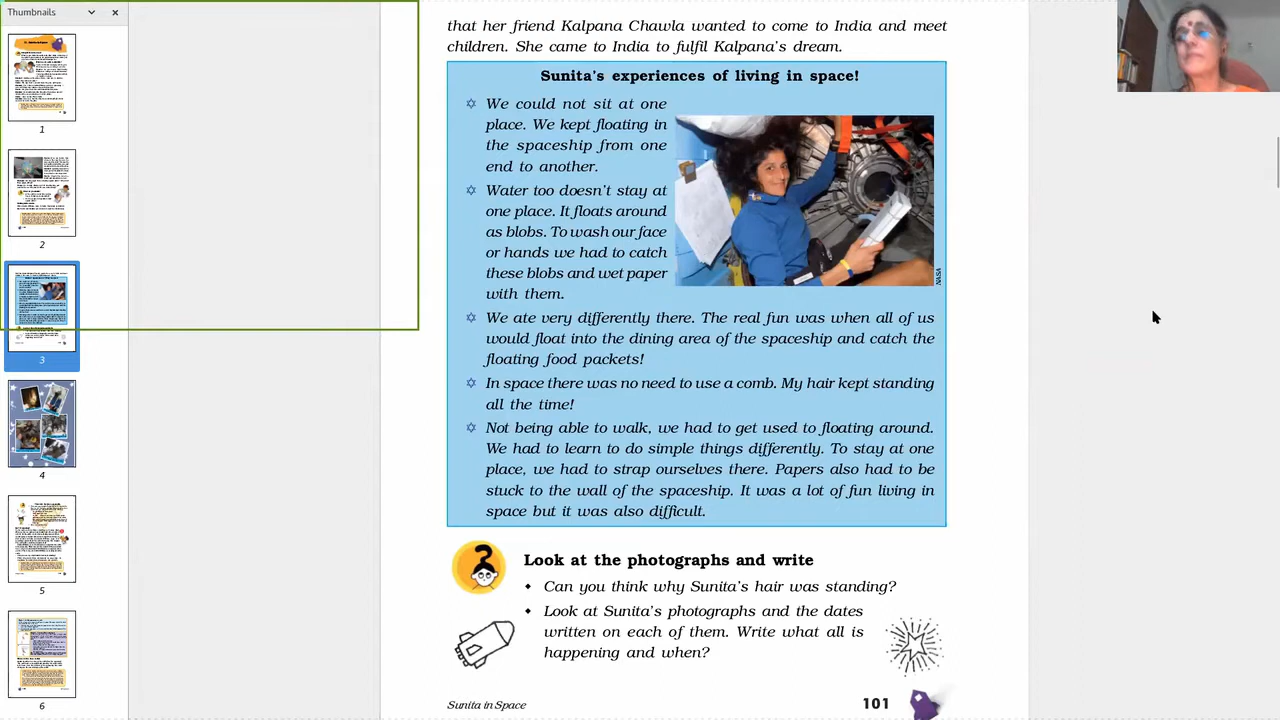 Thumbnails
1
2
3
4
5
6
that her friend Kalpana Chawla wanted to come to India and meet
children. She came to India to fulfil Kalpana's dream.
Sunita's experiences of living in space!
✡ We could not sit at one
place. We kept floating in
the spaceship from one
end to another.
✡ Water too doesn't stay at
one place. It floats around
as blobs. To wash our face
or hands we had to catch
these blobs and wet paper
with them.
NASA
✡ We ate very differently there. The real fun was when all of us
would float into the dining area of the spaceship and catch the
floating food packets!
✡ In space there was no need to use a comb. My hair kept standing
all the time!
✡ Not being able to walk, we had to get used to floating around.
We had to learn to do simple things differently. To stay at one
place, we had to strap ourselves there. Papers also had to be
stuck to the wall of the spaceship. It was a lot of fun living in
space but it was also difficult.
Look at the photographs and write
• Can you think why Sunita's hair was standing?
• Look at Sunita's photographs and the dates
written on each of them. Write what all is
happening and when?
Sunita in Space
101